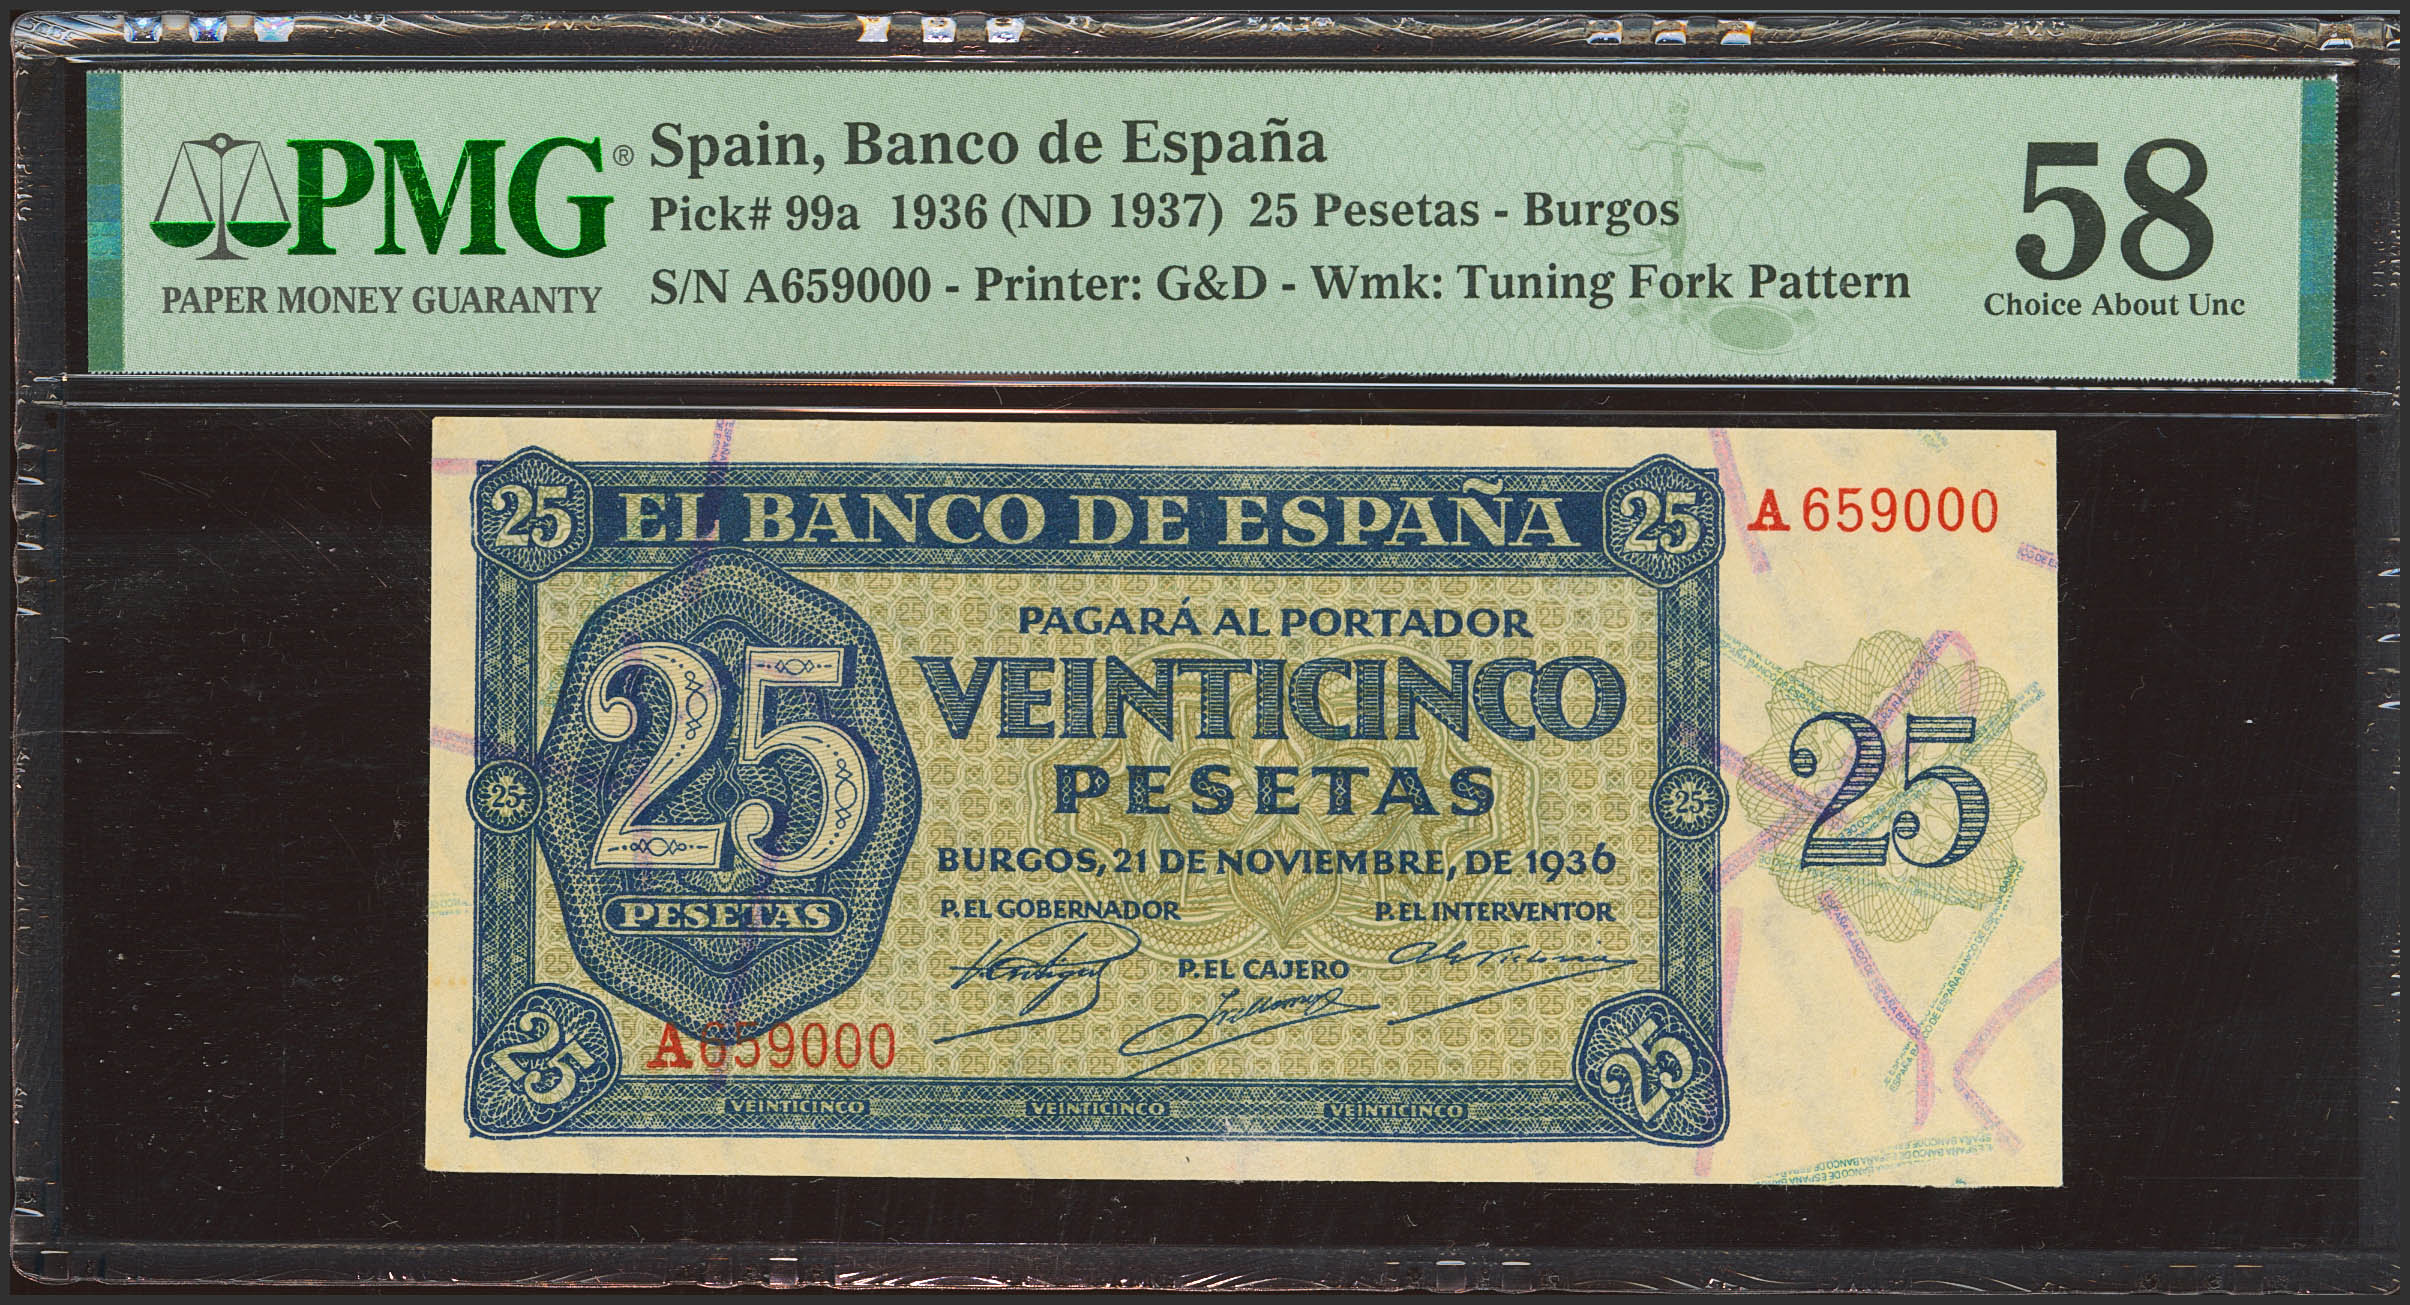 PMG®
PAPER MONEY GUARANTY
Spain, Banco de España
Pick# 99a 1936 (ND 1937) 25 Pesetas - Burgos
S/N A659000 - Printer: G&D - Wmk: Tuning Fork Pattern
58
Choice About Unc
25 EL BANCO DE ESPAÑA 25
A 659000
PAGARÁ AL PORTADOR
VEINTICINCO
PESETAS
25
25
25
25
25
PESETAS
BURGOS, 21 DE NOVIEMBRE, DE 1936
P. EL GOBERNADOR
P. EL INTERVENTOR
P. EL CAJERO
A659000
25
25
VEINTICINCO VEINTICINCO VEINTICINCO